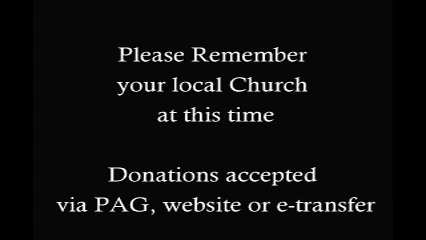 Please Remember
your local Church
at this time
Donations accepted
via PAG, website or e-transfer